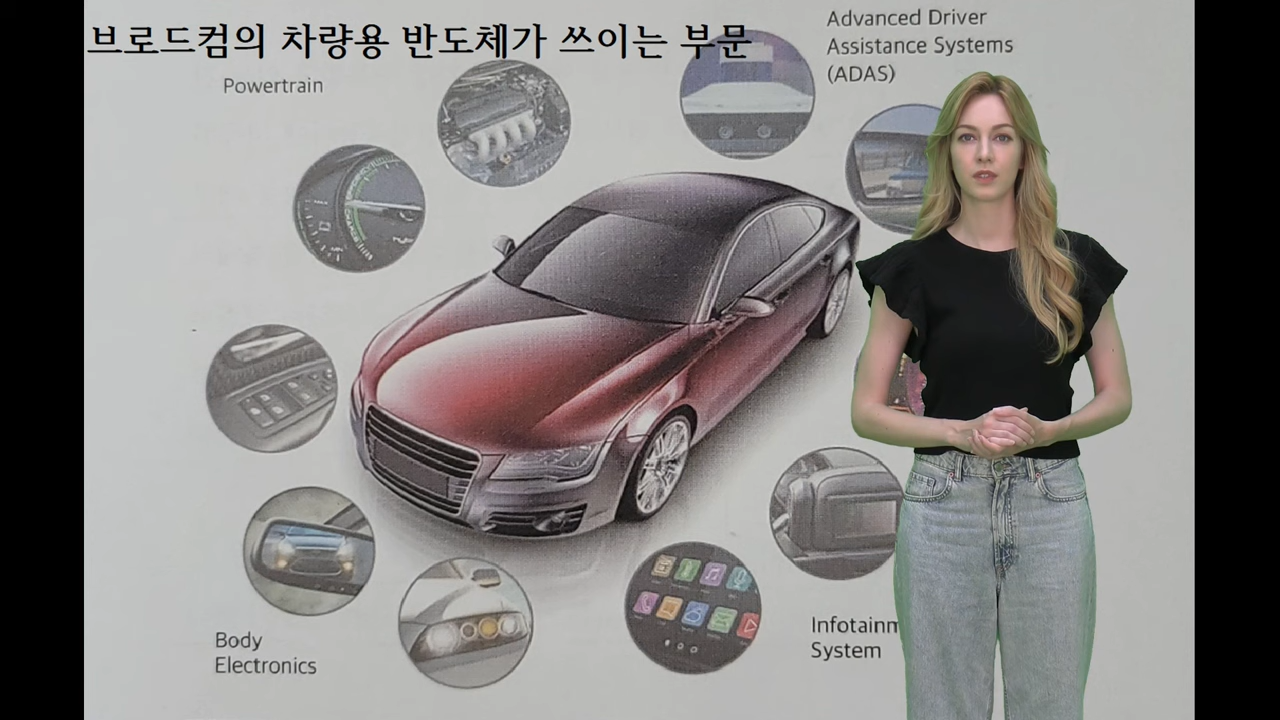 브로드컴의 차량용 반도체가 쓰이는 부문
Advanced Driver
Assistance Systems
(ADAS)
Powertrain
Body
Electronics
Infotainm
System